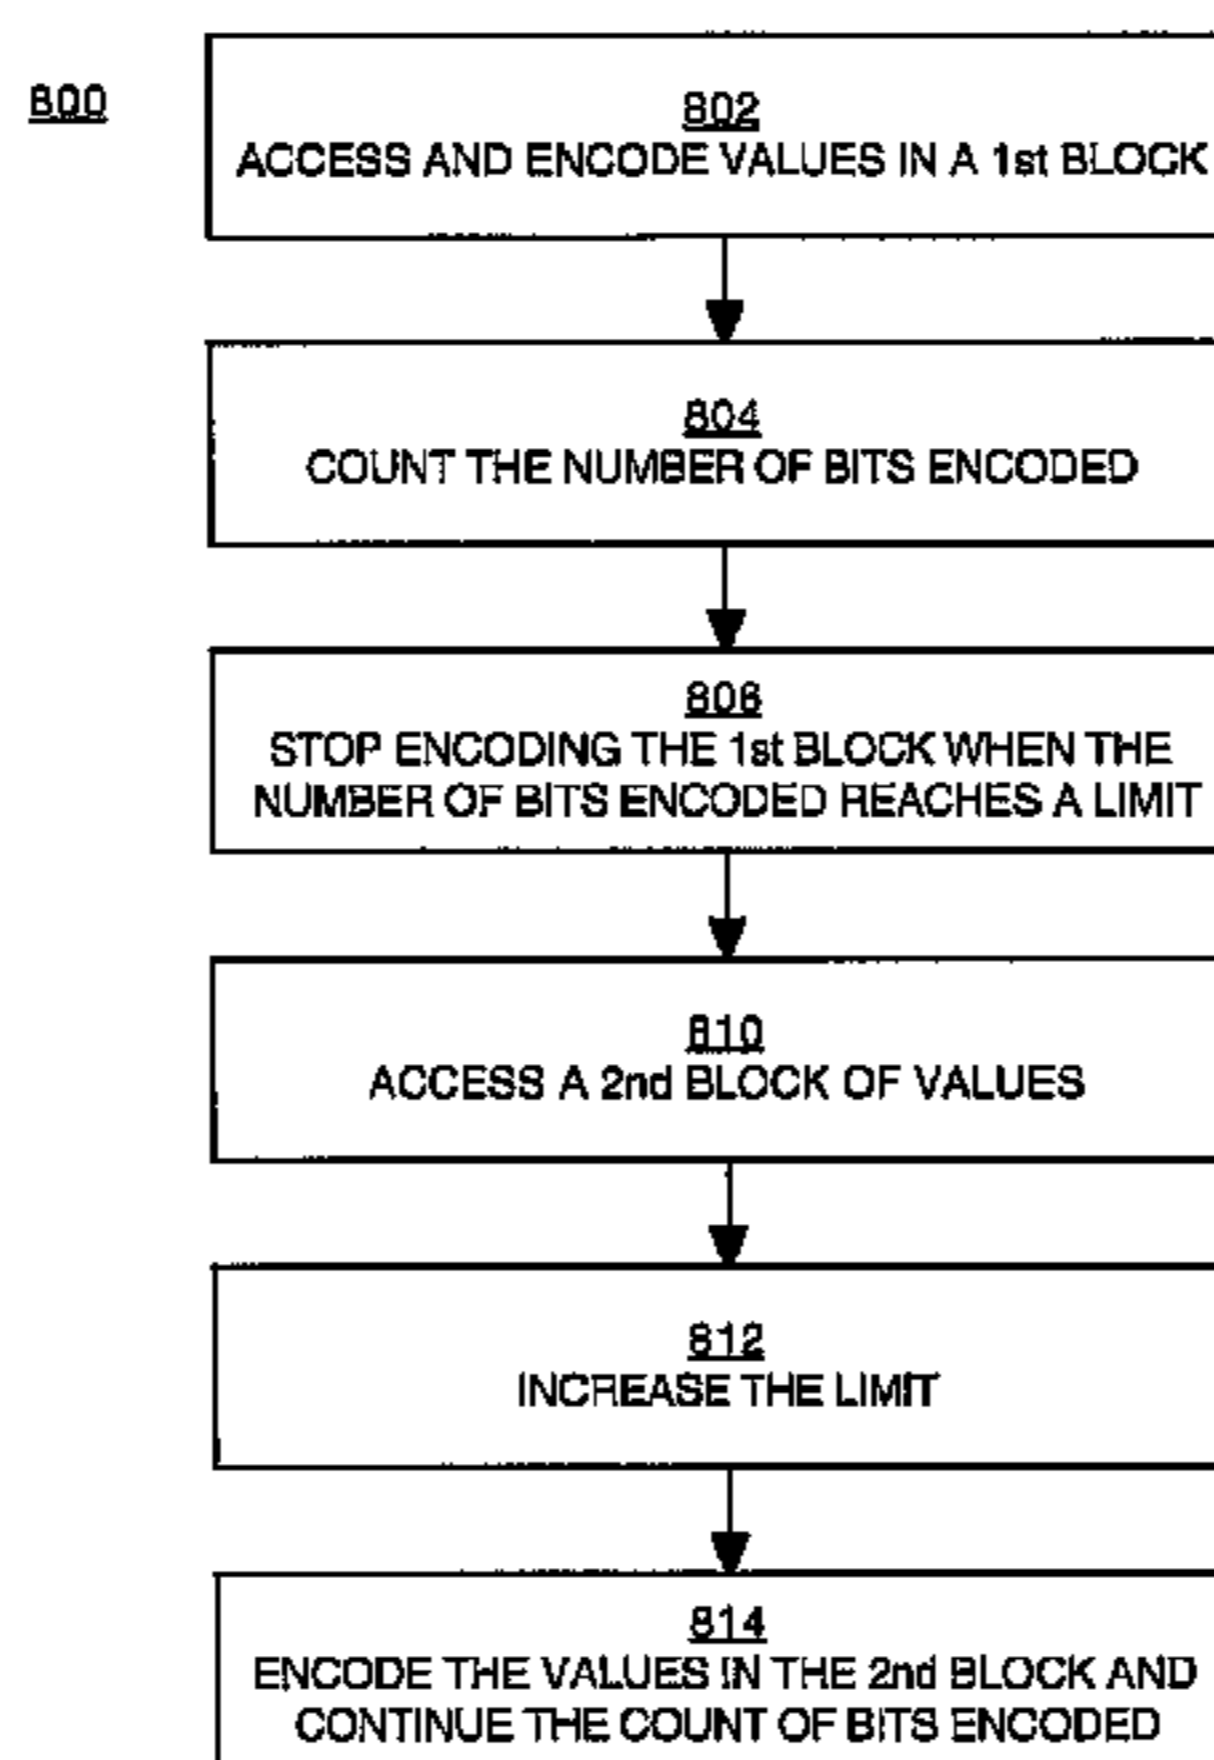 800
802
ACCESS AND ENCODE VALUES IN A 1st BLOCK
804
COUNT THE NUMBER OF BITS ENCODED
806
STOP ENCODING THE 1st BLOCK WHEN THE
NUMBER OF BITS ENCODED REACHES A LIMIT
810
ACCESS A 2nd BLOCK OF VALUES
812
INCREASE THE LIMIT
814
ENCODE THE VALUES IN THE 2nd BLOCK AND
CONTINUE THE COUNT OF BITS ENCODED